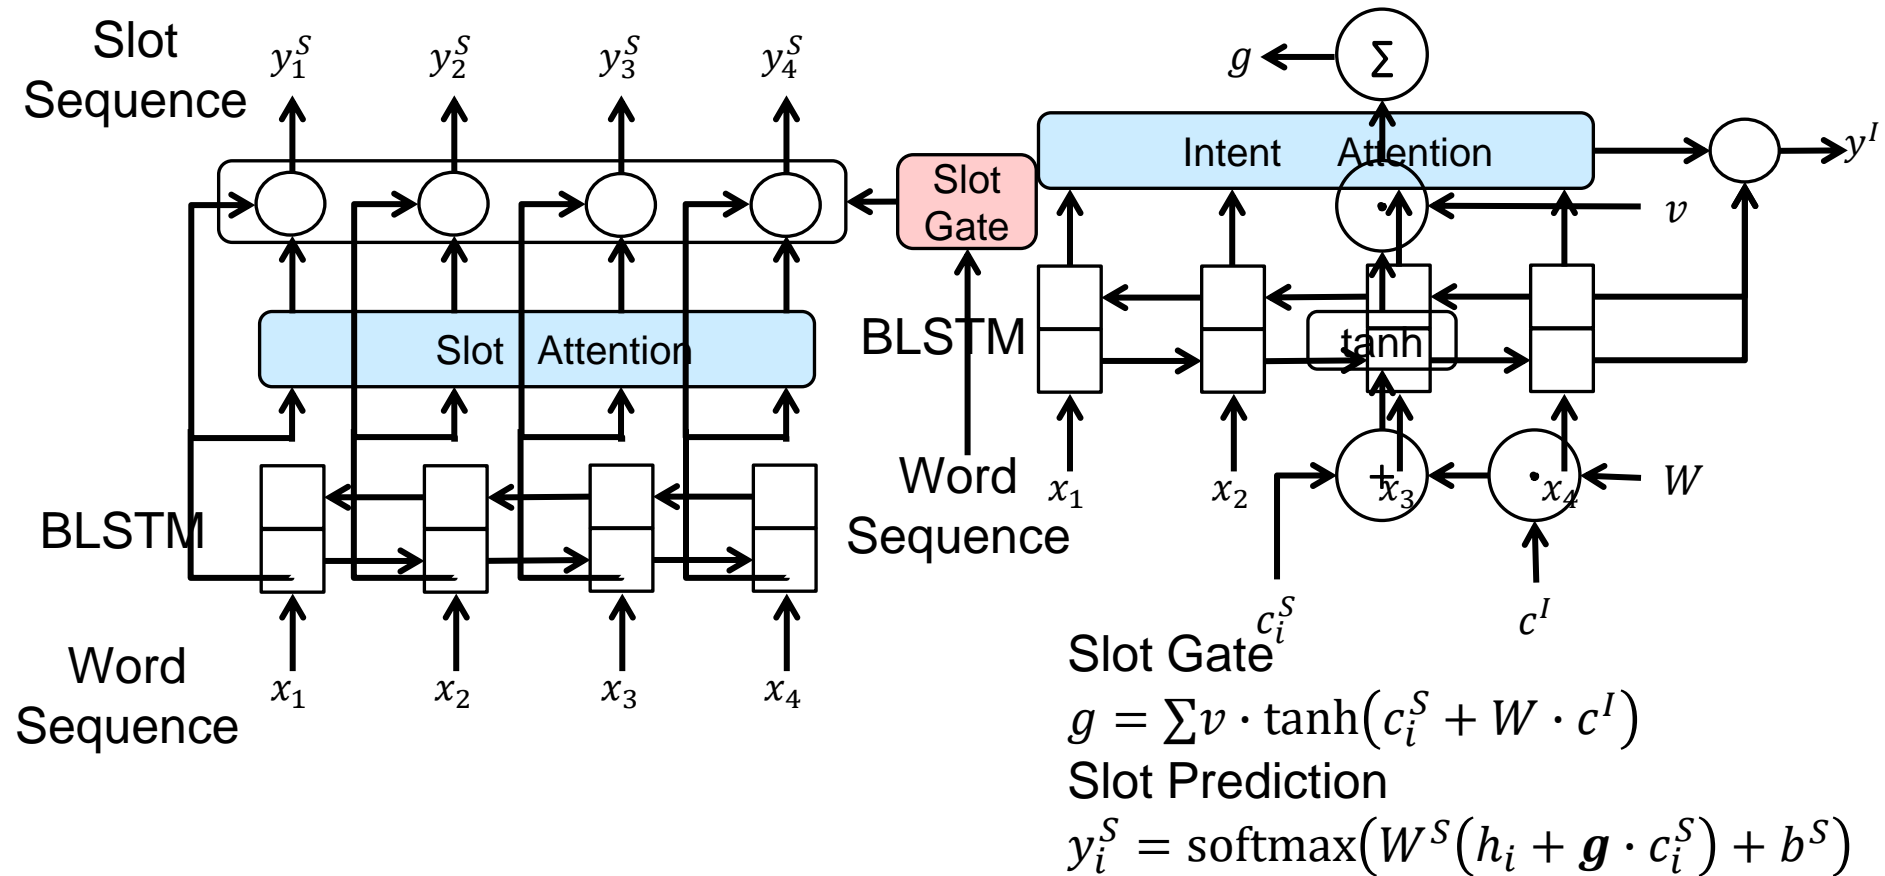 Slot
Sequence
y_1^S y_2^S y_3^S y_4^S
g
Σ
Intent Attention
y^I
Slot
Gate
·
v
Slot Attention
BLSTM
tanh
Word
Sequence
x_1 x_2 x_3 x_4
+
·
W
BLSTM
c_i^S
c^I
Word
Sequence
x_1 x_2 x_3 x_4
Slot Gate
g = ∑v · tanh(c_i^S + W · c^I)
Slot Prediction
y_i^S = softmax(W^S(h_i + g · c_i^S) + b^S)